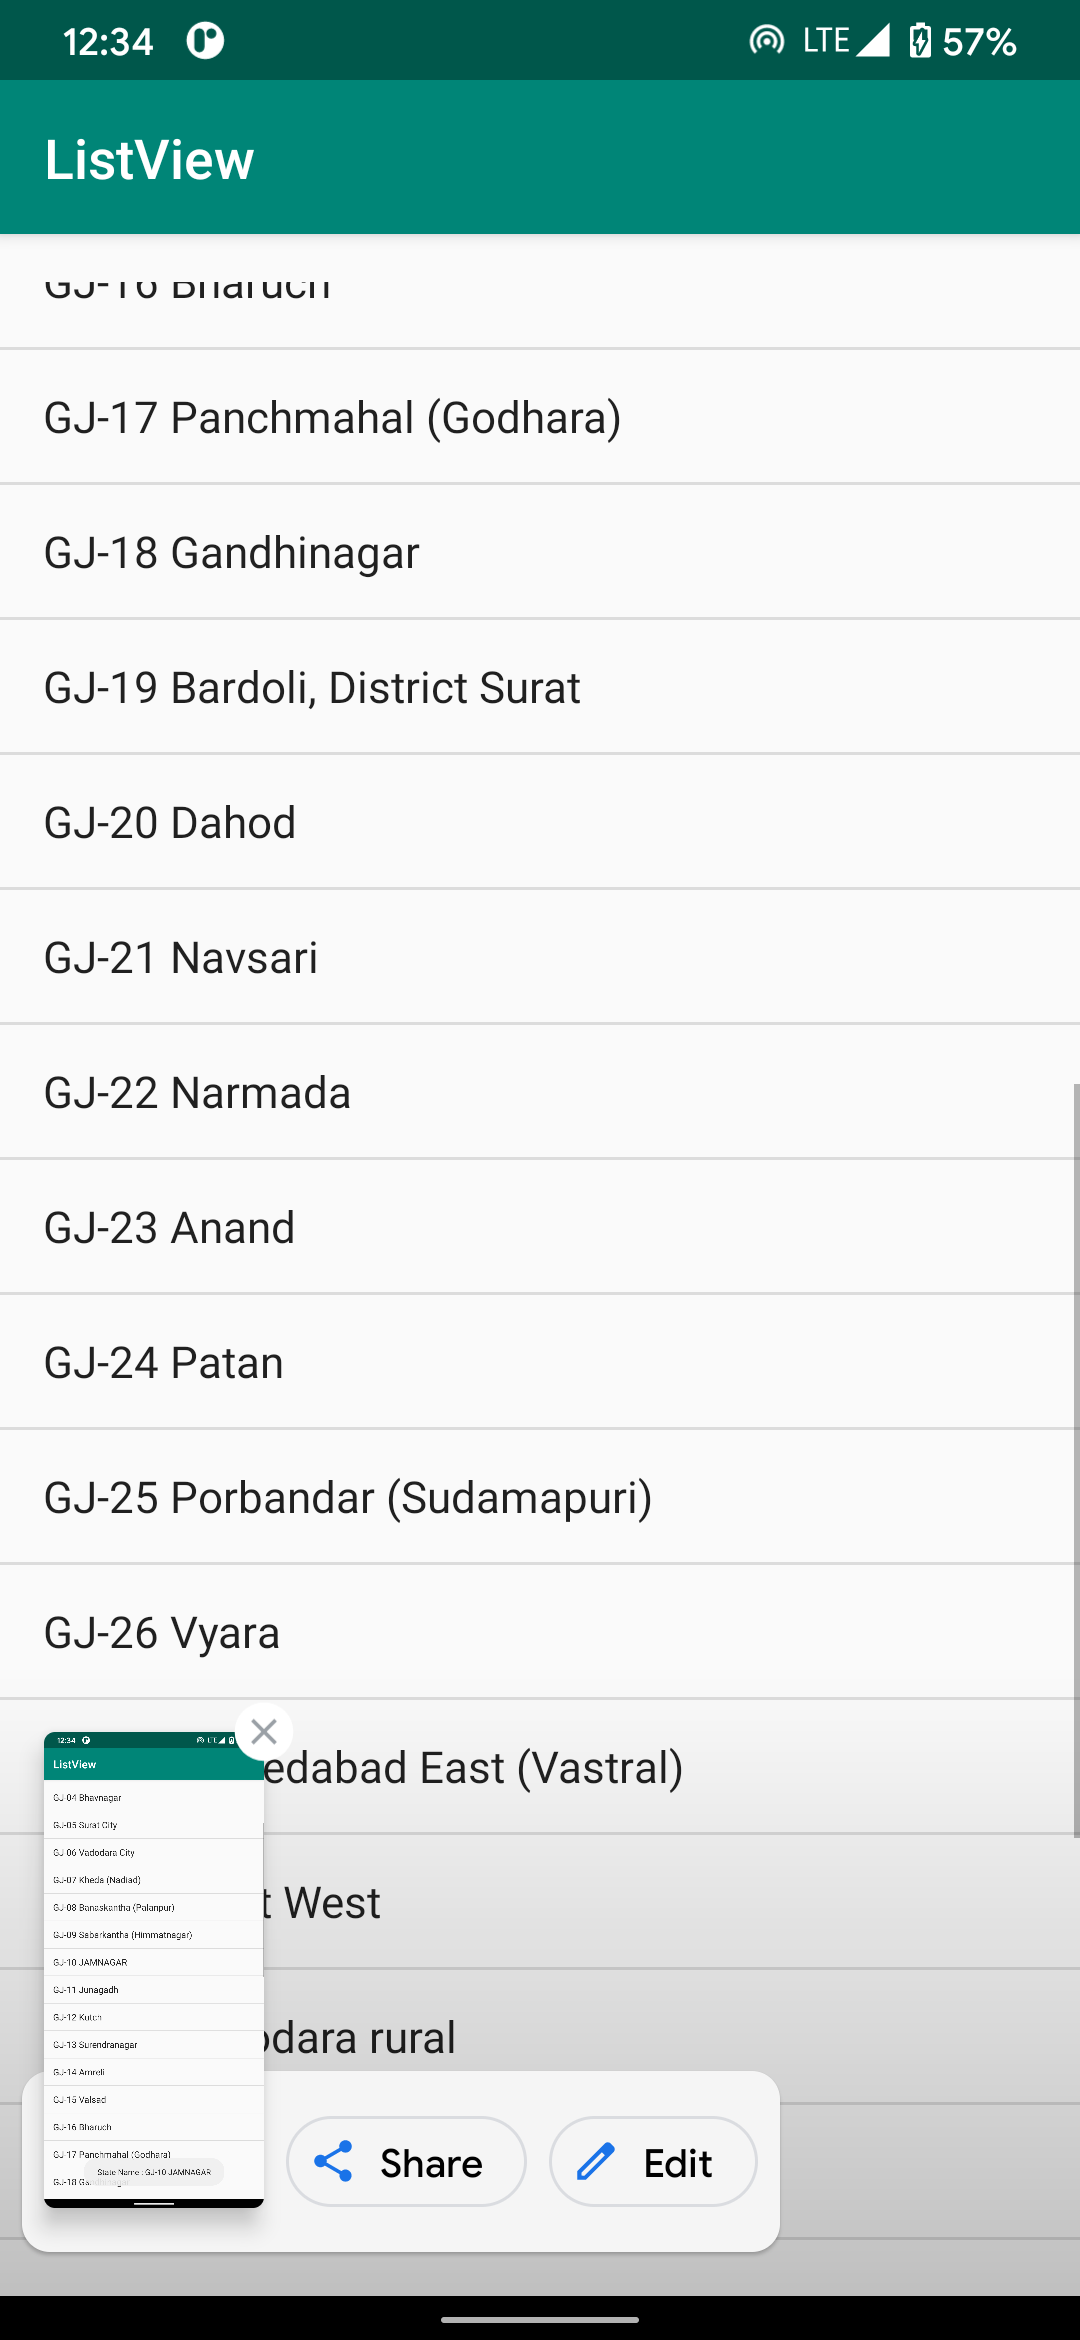 12:34 LTE 57%
ListView
GJ-16 Bharuch
GJ-17 Panchmahal (Godhara)
GJ-18 Gandhinagar
GJ-19 Bardoli, District Surat
GJ-20 Dahod
GJ-21 Navsari
GJ-22 Narmada
GJ-23 Anand
GJ-24 Patan
GJ-25 Porbandar (Sudamapuri)
GJ-26 Vyara
edabad East (Vastral)
t West
odara rural
12:34 LTE
ListView
GJ-04 Bhavnagar
GJ-05 Surat City
GJ-06 Vadodara City
GJ-07 Kheda (Nadiad)
GJ-08 Banaskantha (Palanpur)
GJ-09 Sabarkantha (Himmatnagar)
GJ-10 JAMNAGAR
GJ-11 Junagadh
GJ-12 Kutch
GJ-13 Surendranagar
GJ-14 Amreli
GJ-15 Valsad
GJ-16 Bharuch
GJ-17 Panchmahal (Godhara)
State Name : GJ-10 JAMNAGAR
GJ-18 Gandhinagar
Share
Edit